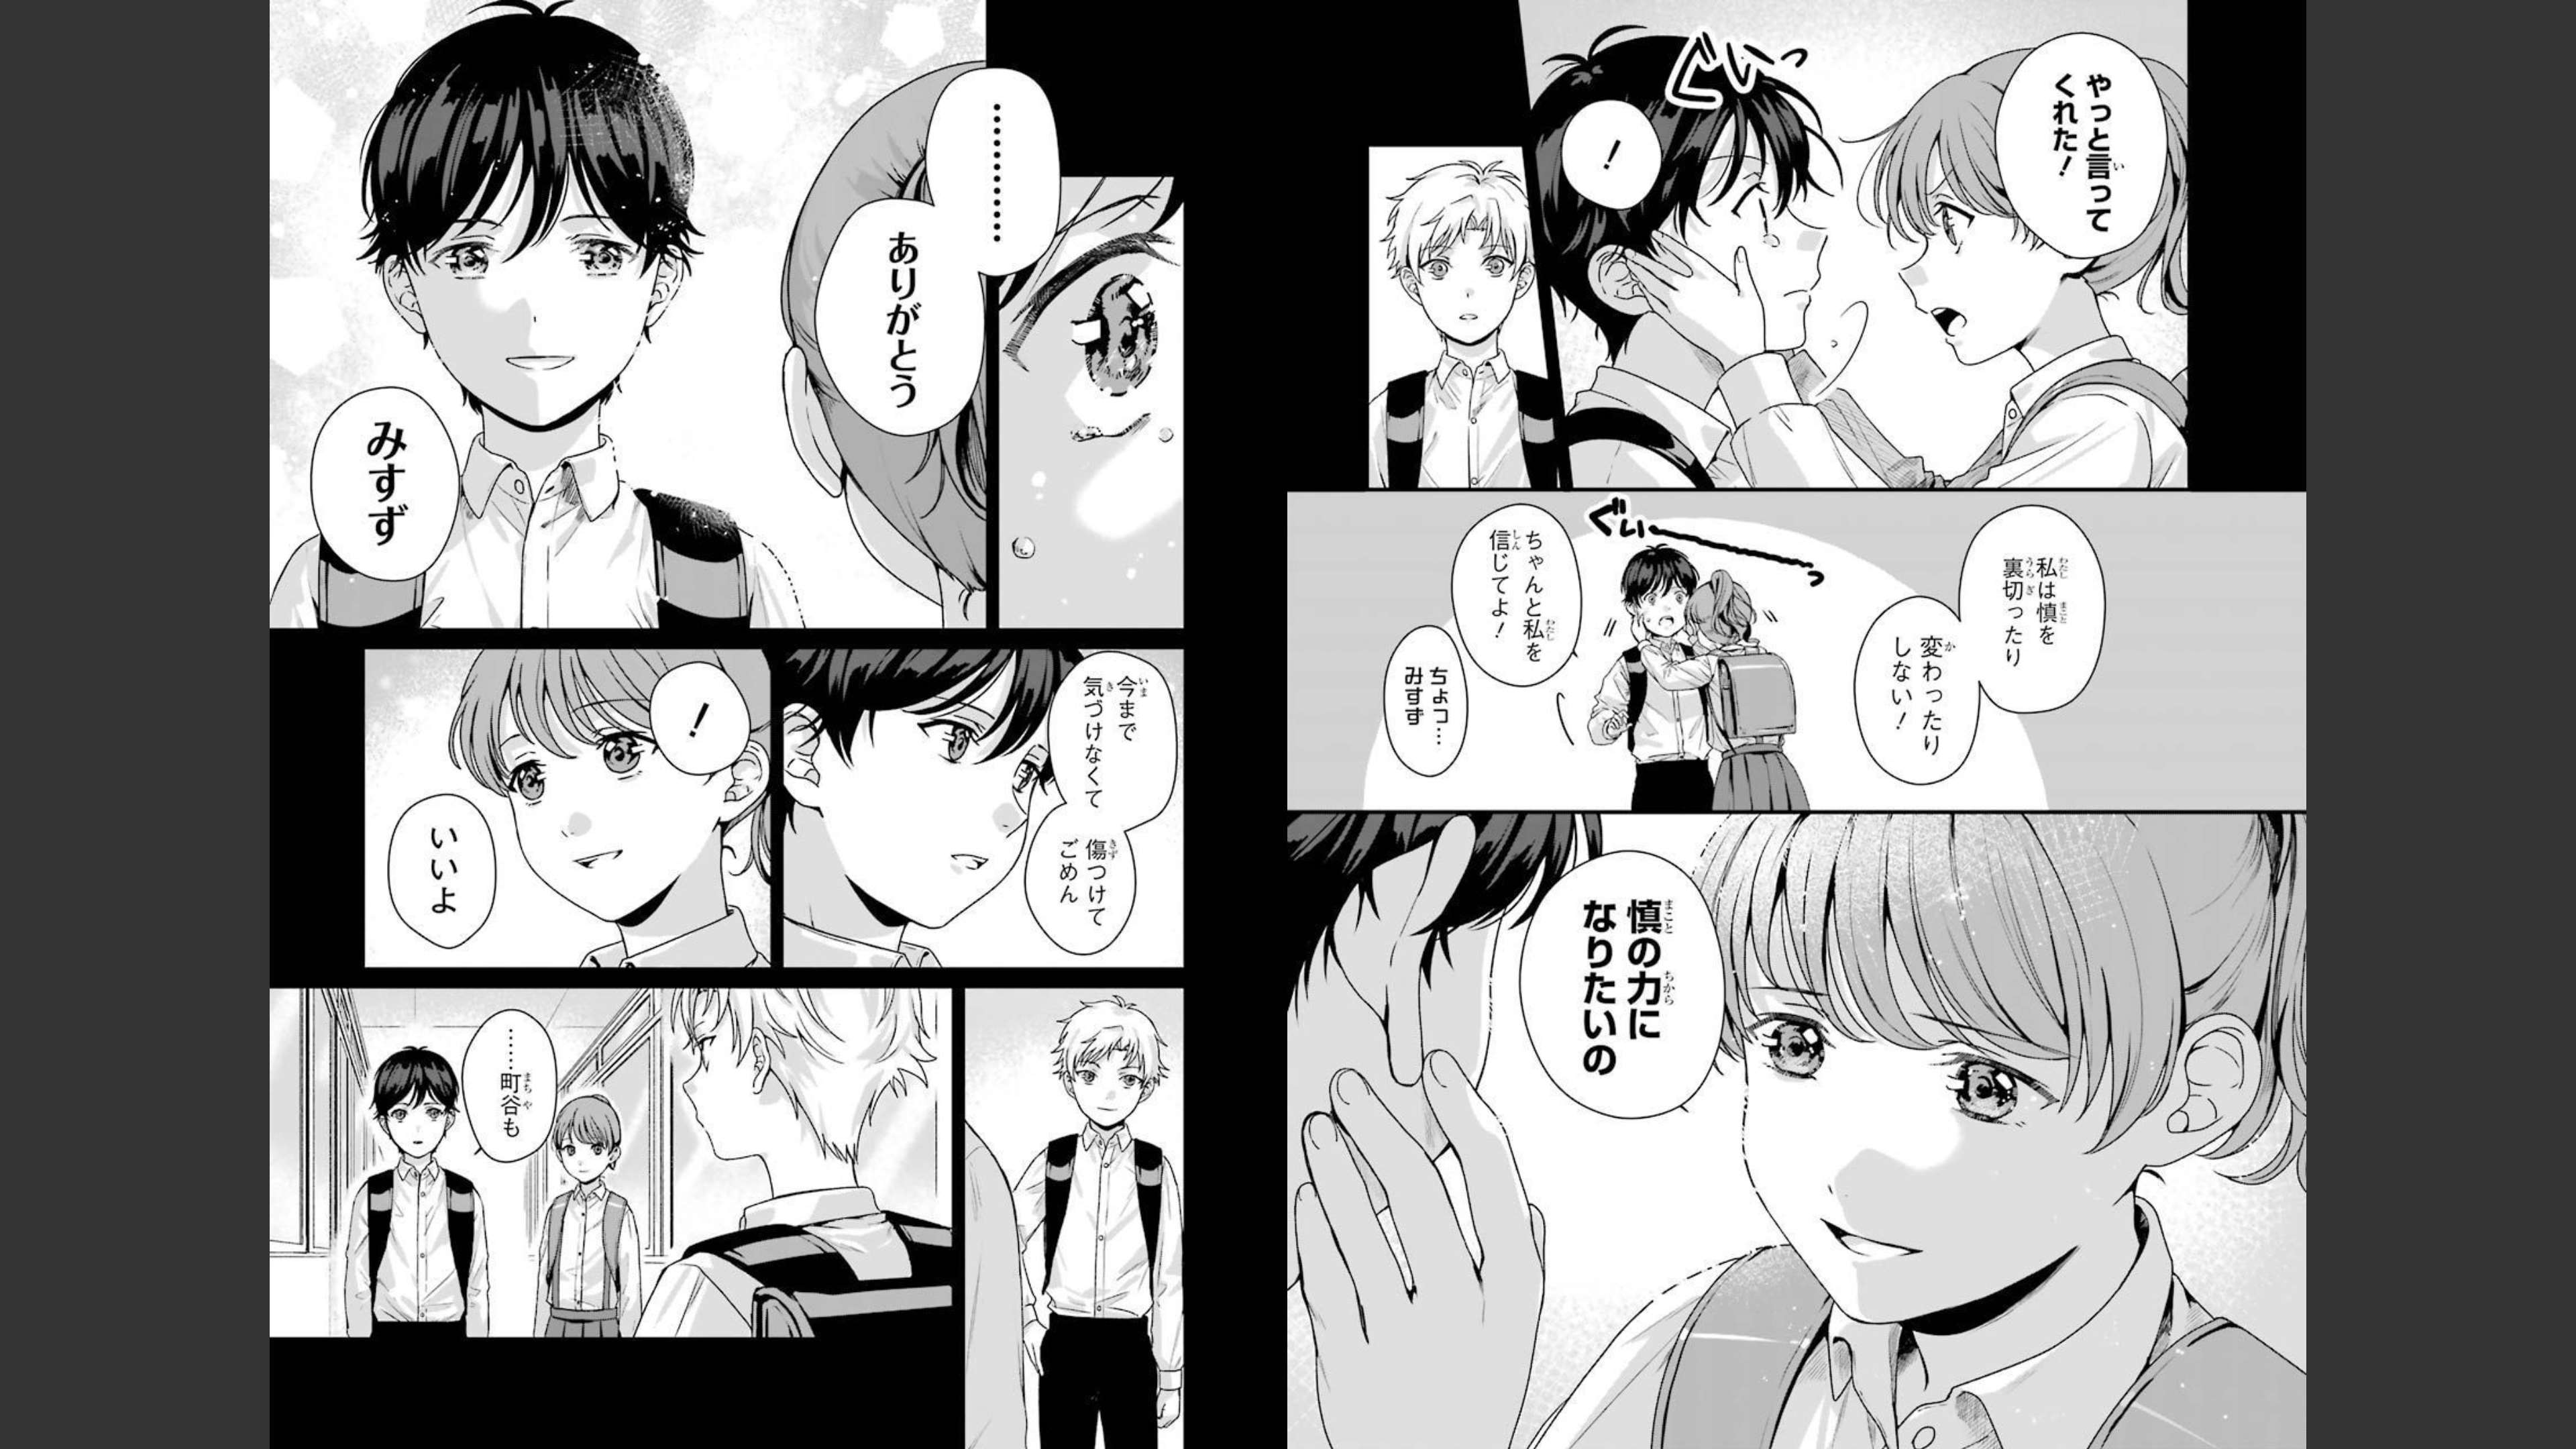 やっと言って
くれた！
ぐいっ
！
私は慎を
裏切ったり
変わったり
しない！
ぐいーっ
ちゃんと私を
信じてよ！
ちょっ…
みすず
慎の力に
なりたいの
…………
ありがとう
みすず
今まで
気づけなくて
傷つけて
ごめん
！
いいよ
……町谷も